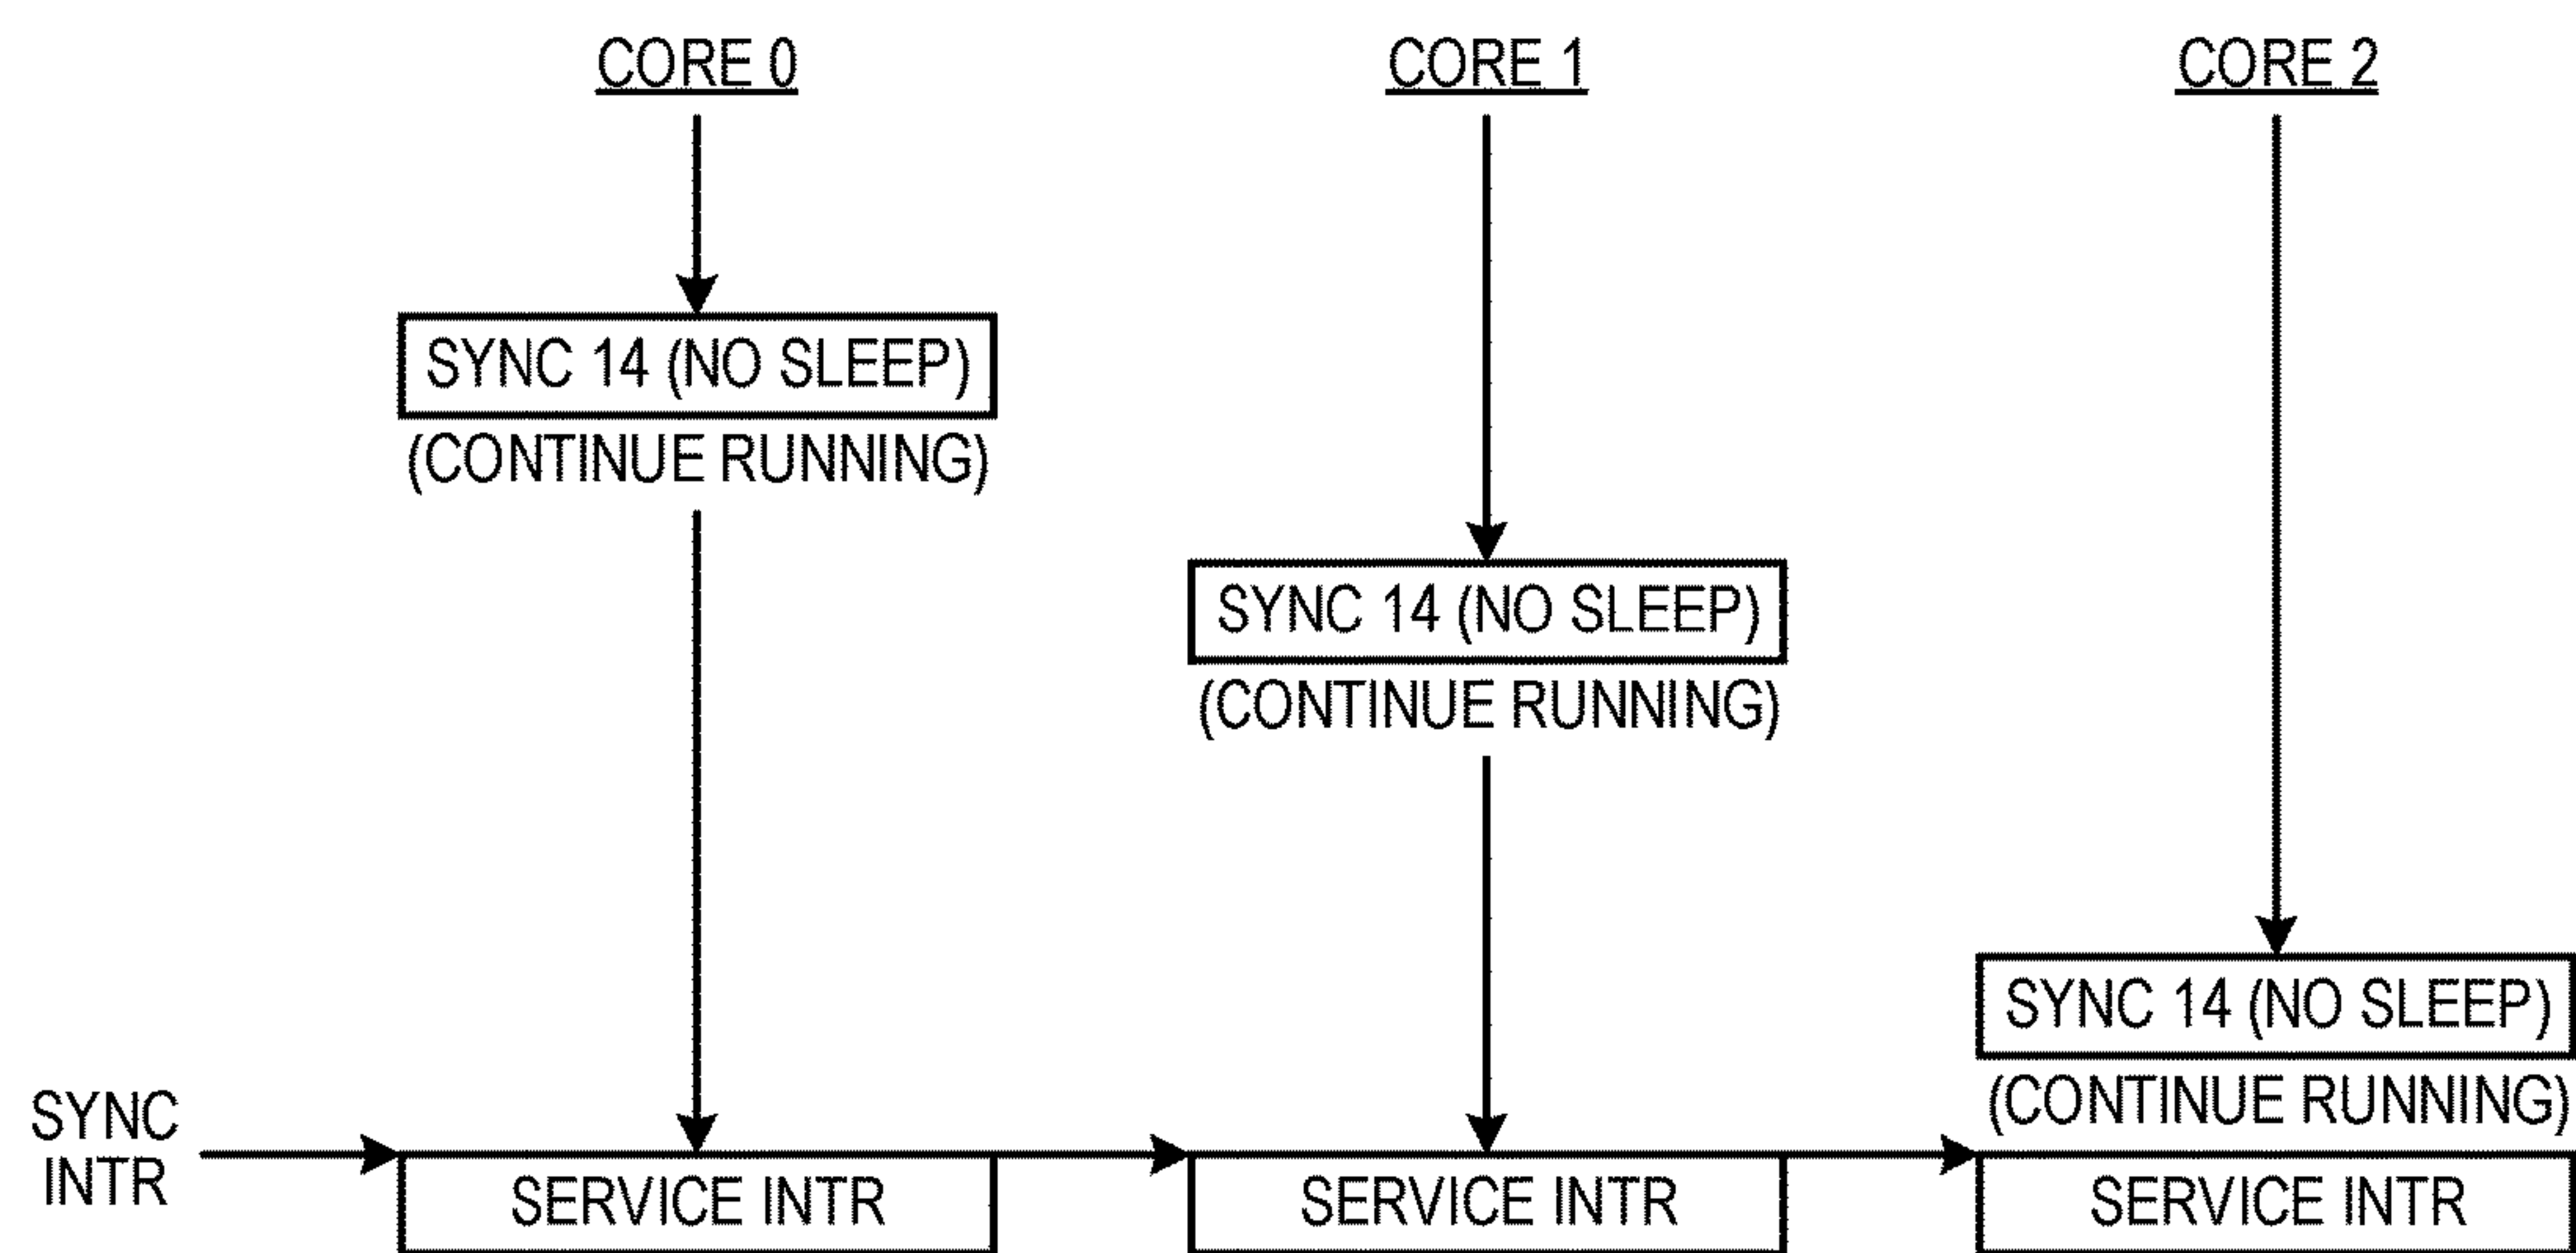 CORE 0
CORE 1
CORE 2
SYNC 14 (NO SLEEP)
(CONTINUE RUNNING)
SYNC 14 (NO SLEEP)
(CONTINUE RUNNING)
SYNC 14 (NO SLEEP)
(CONTINUE RUNNING)
SYNC
INTR
SERVICE INTR
SERVICE INTR
SERVICE INTR